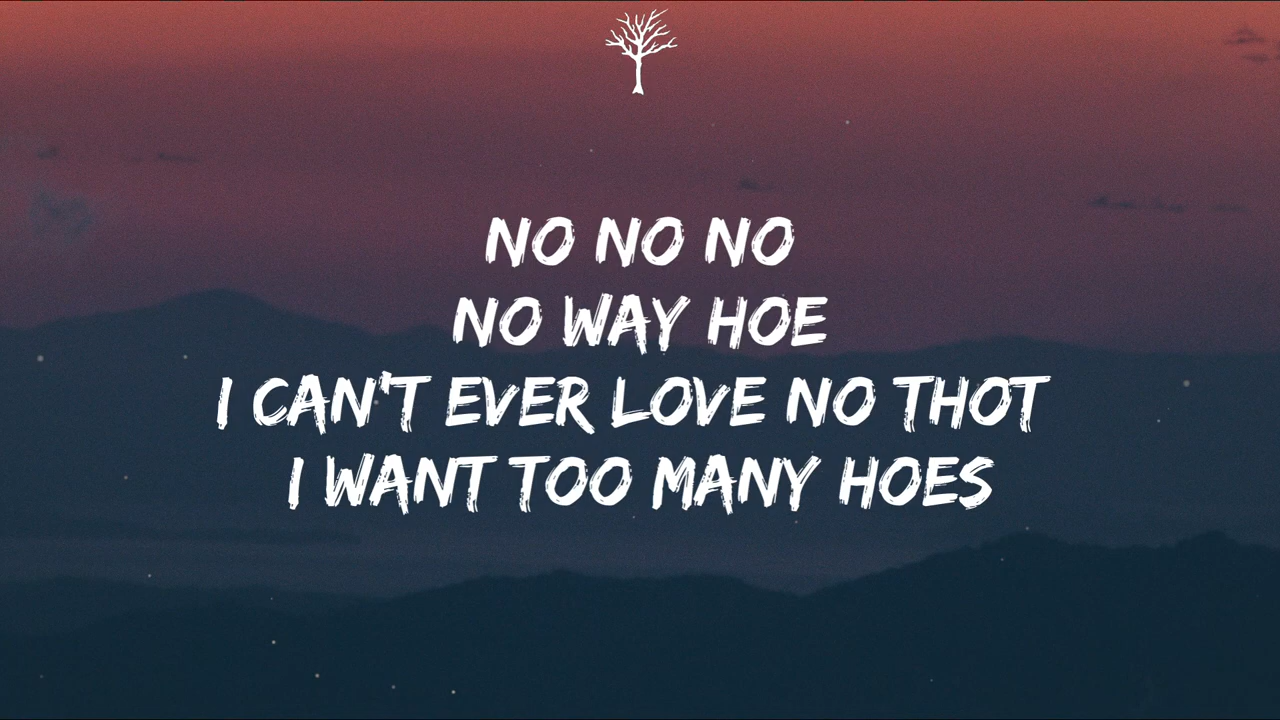 NO NO NO
NO WAY HOE
I CAN'T EVER LOVE NO THOT
I WANT TOO MANY HOES